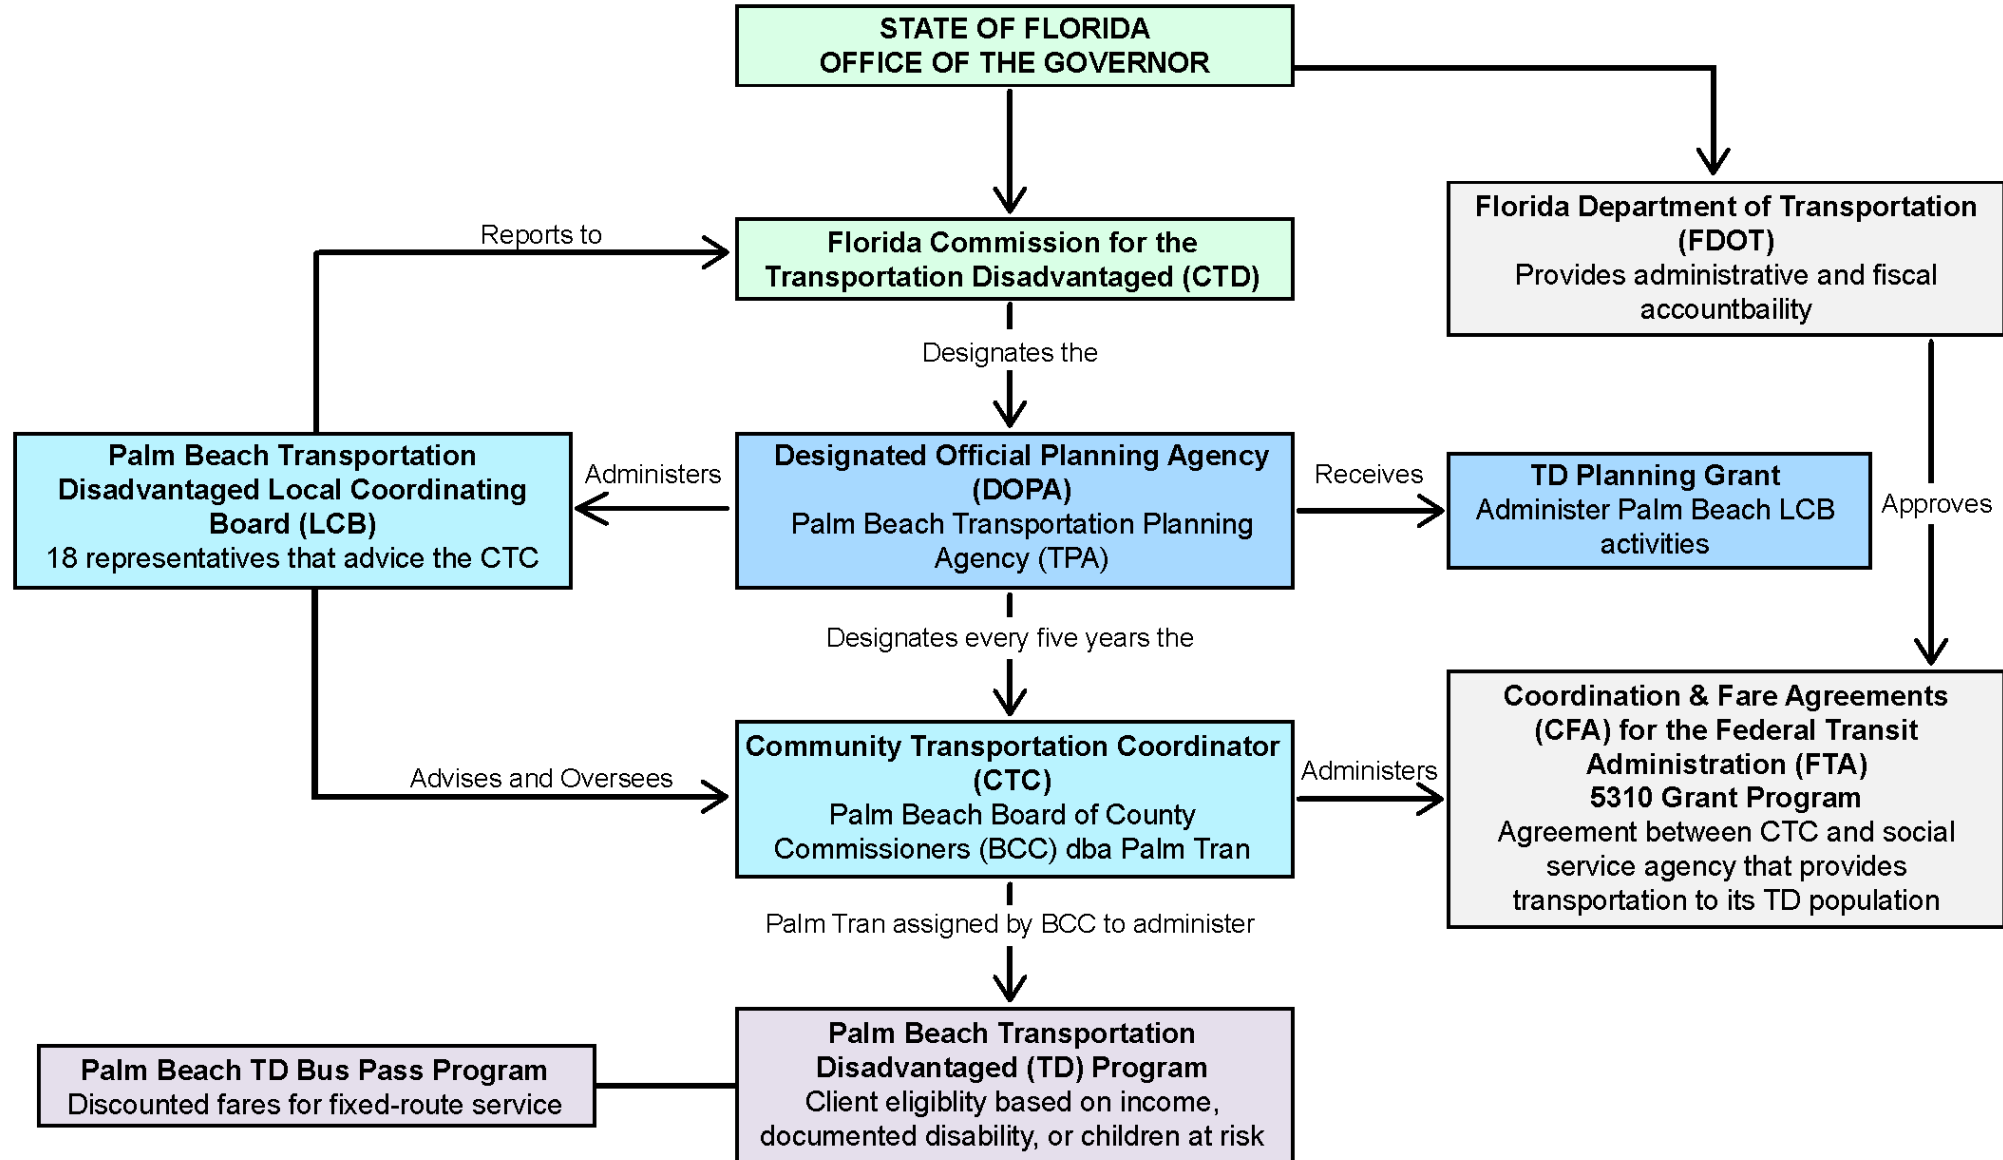 STATE OF FLORIDA
OFFICE OF THE GOVERNOR
Florida Department of Transportation
(FDOT)
Provides administrative and fiscal
accountbaility
Reports to
Florida Commission for the
Transportation Disadvantaged (CTD)
Designates the
Palm Beach Transportation
Disadvantaged Local Coordinating
Board (LCB)
18 representatives that advice the CTC
Administers
Designated Official Planning Agency
(DOPA)
Palm Beach Transportation Planning
Agency (TPA)
Receives
TD Planning Grant
Administer Palm Beach LCB
activities
Approves
Designates every five years the
Advises and Oversees
Community Transportation Coordinator
(CTC)
Palm Beach Board of County
Commissioners (BCC) dba Palm Tran
Administers
Coordination & Fare Agreements
(CFA) for the Federal Transit
Administration (FTA)
5310 Grant Program
Agreement between CTC and social
service agency that provides
transportation to its TD population
Palm Tran assigned by BCC to administer
Palm Beach TD Bus Pass Program
Discounted fares for fixed-route service
Palm Beach Transportation
Disadvantaged (TD) Program
Client eligiblity based on income,
documented disability, or children at risk